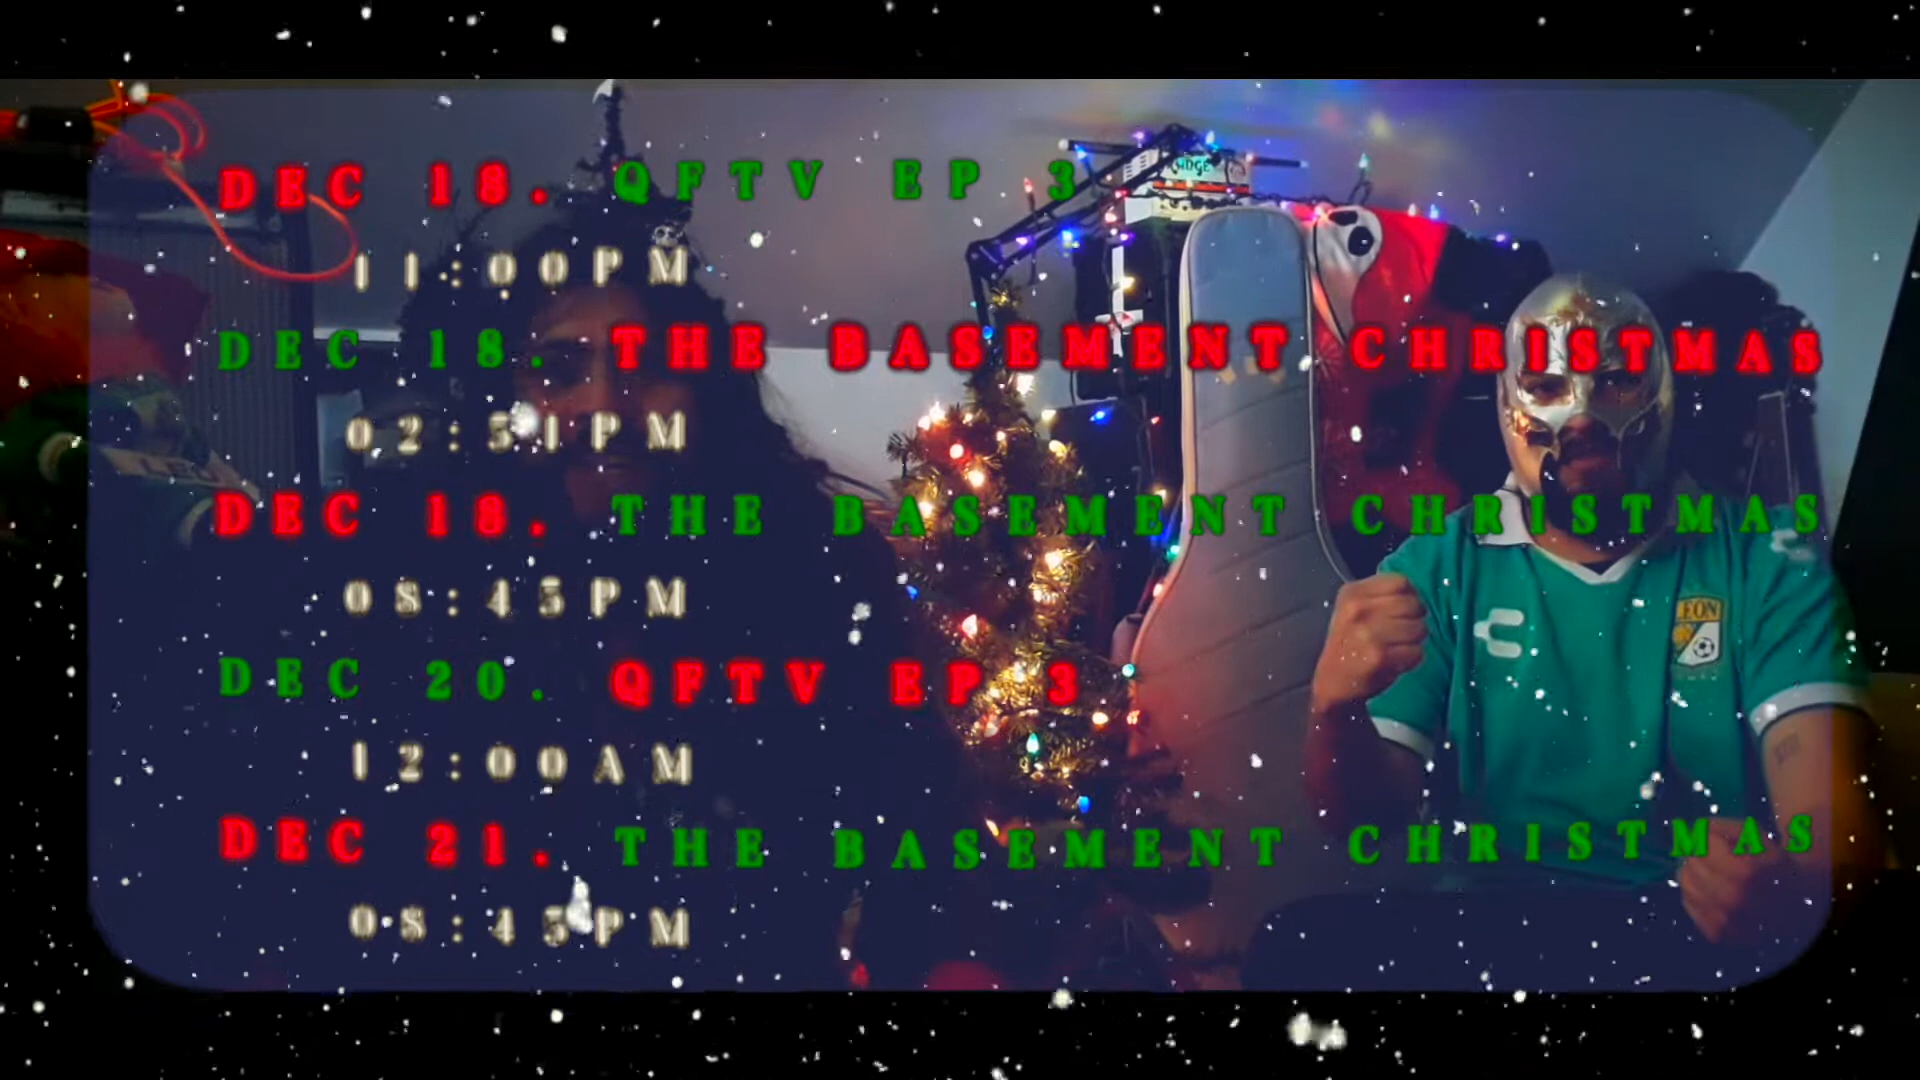 DEC 18. QFTV EP 3
11:00PM
DEC 18. THE BASEMENT CHRISTMAS
02:51PM
DEC 18. THE BASEMENT CHRISTMAS
08:45PM
DEC 20. QFTV EP 3
12:00AM
DEC 21. THE BASEMENT CHRISTMAS
08:45PM
LEON